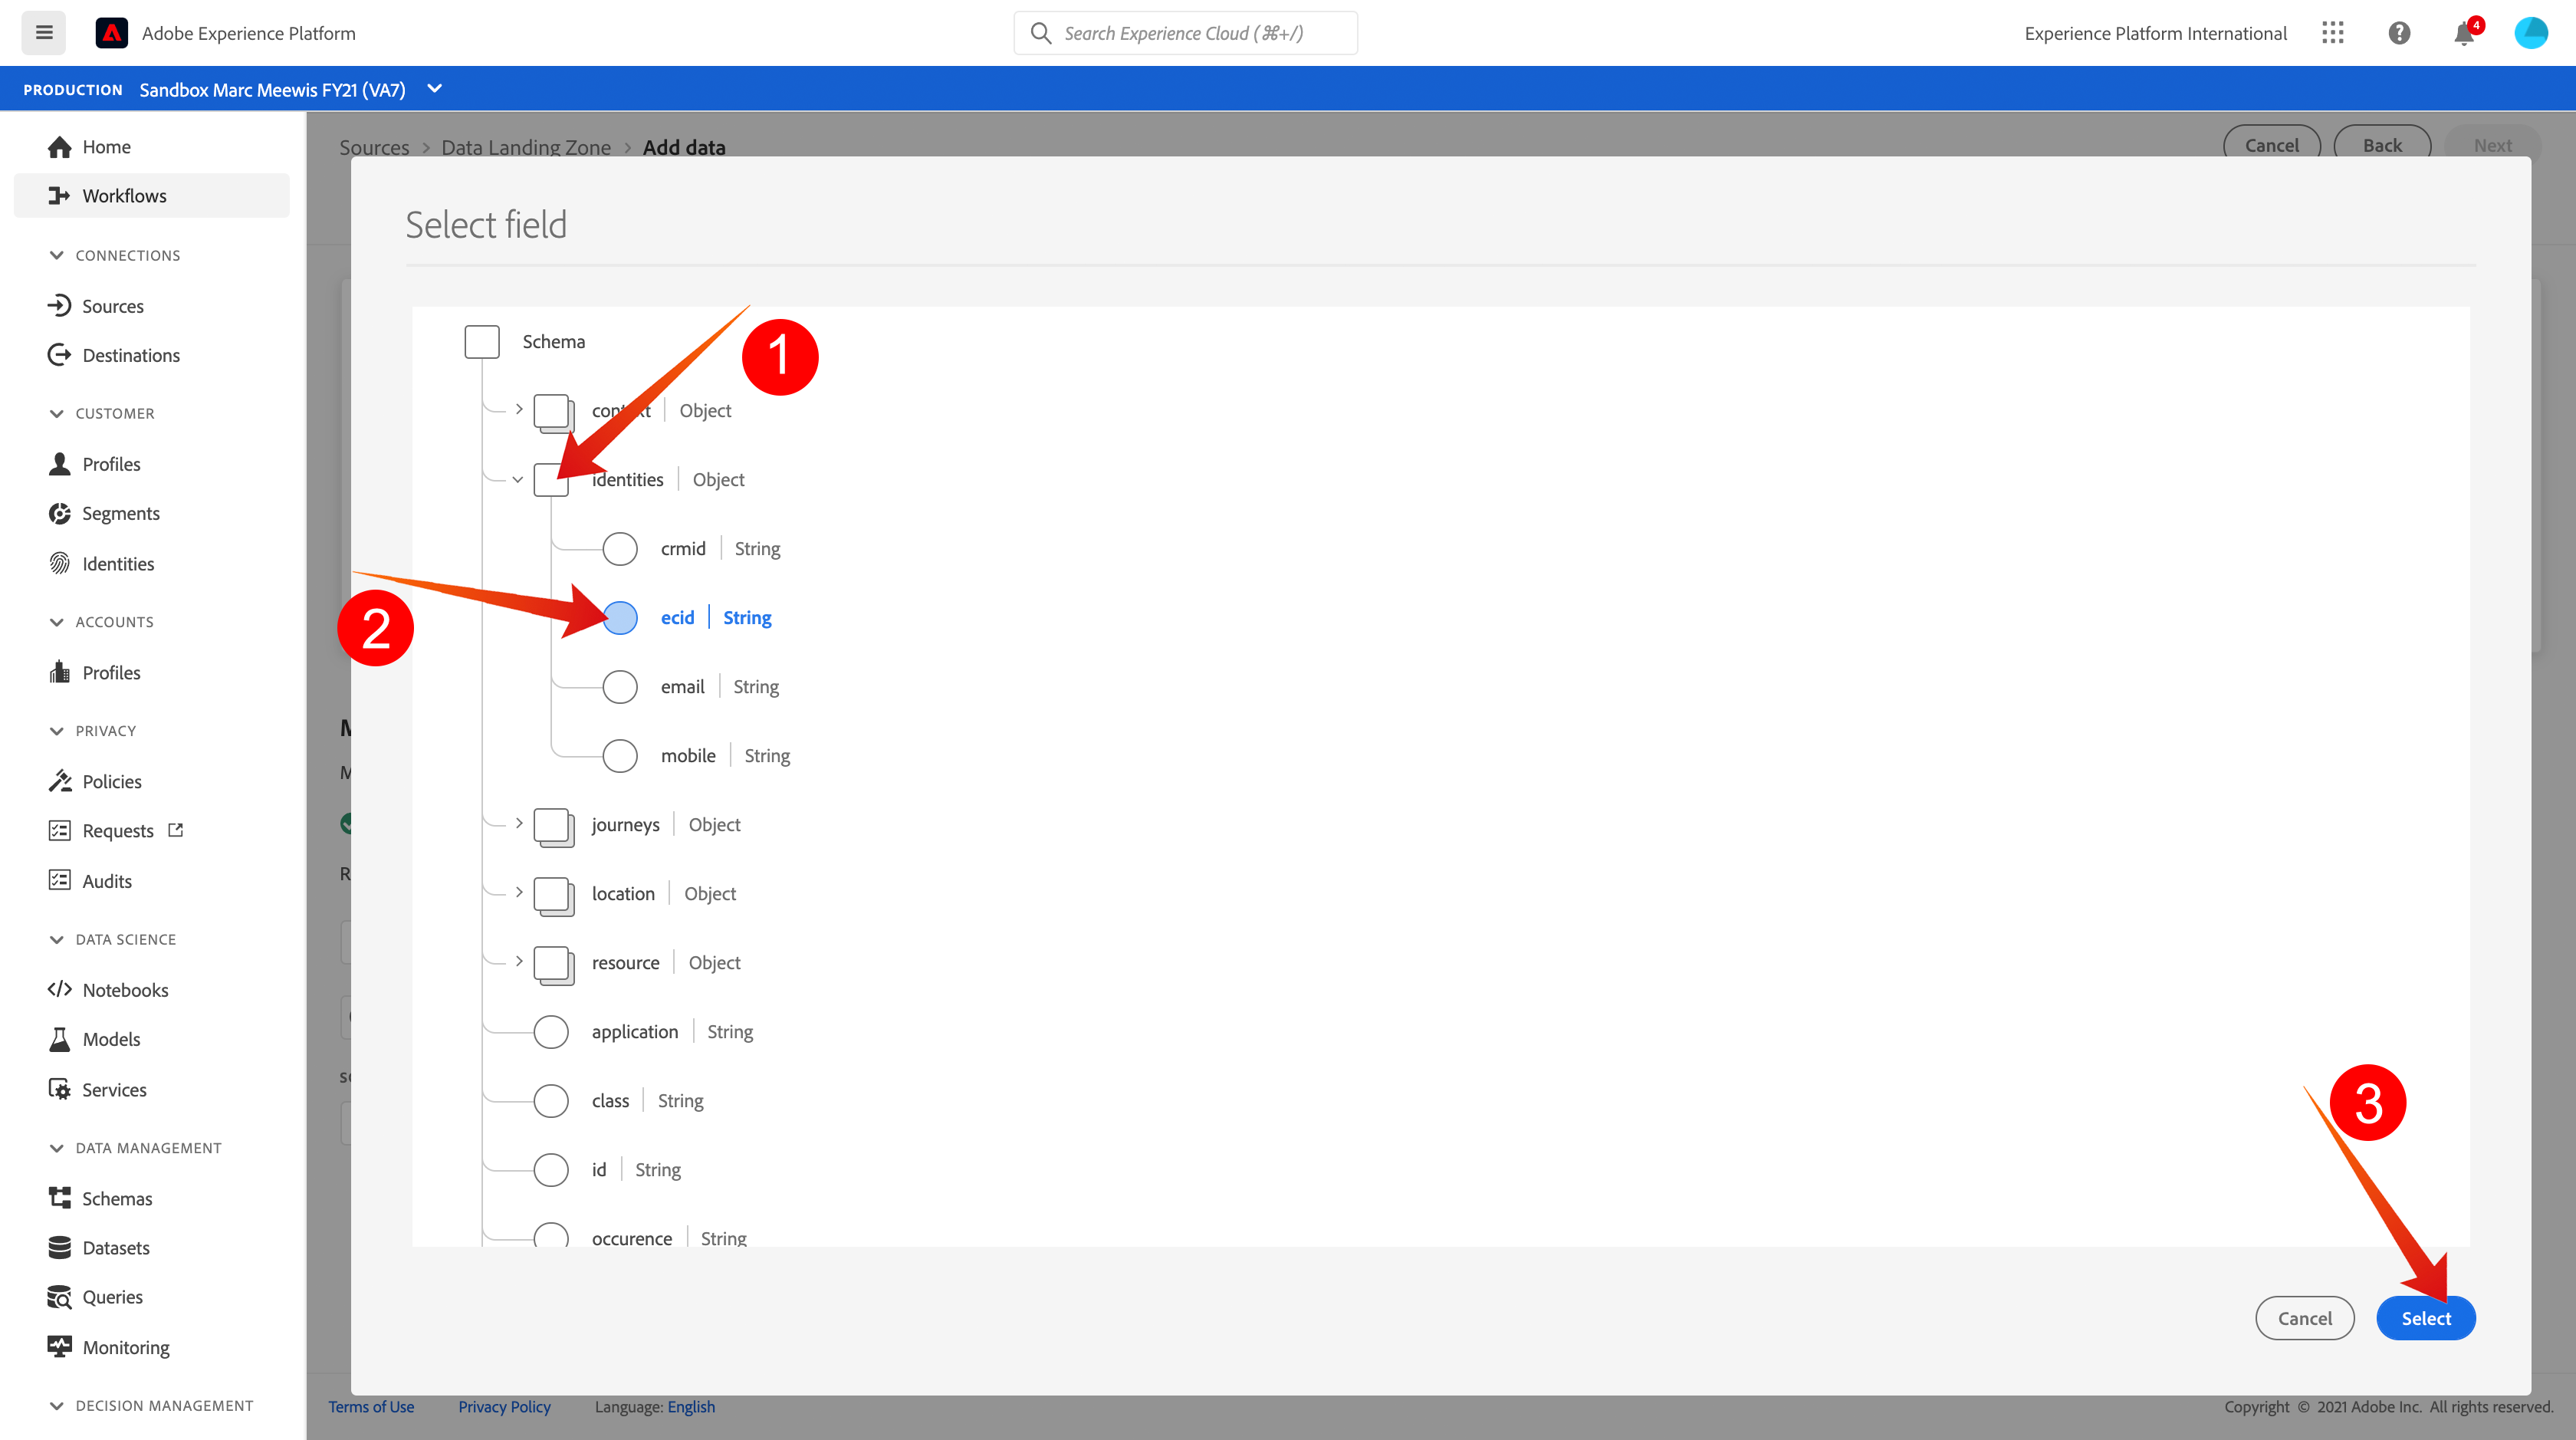 Adobe Experience Platform
Search Experience Cloud (⌘+/)
Experience Platform International
4
PRODUCTION Sandbox Marc Meewis FY21 (VA7)
Home
Workflows
CONNECTIONS
Sources
Destinations
CUSTOMER
Profiles
Segments
Identities
ACCOUNTS
Profiles
PRIVACY
Policies
Requests
Audits
DATA SCIENCE
Notebooks
Models
Services
DATA MANAGEMENT
Schemas
Datasets
Queries
Monitoring
DECISION MANAGEMENT
Sources > Data Landing Zone > Add data
Cancel Back Next
Select field
Schema
1
Object
identities | Object
crmid | String
2
ecid | String
email | String
mobile | String
journeys | Object
location | Object
resource | Object
application | String
class | String
id | String
occurence | String
3
Cancel Select
Terms of Use Privacy Policy Language: English
Copyright © 2021 Adobe Inc. All rights reserved.